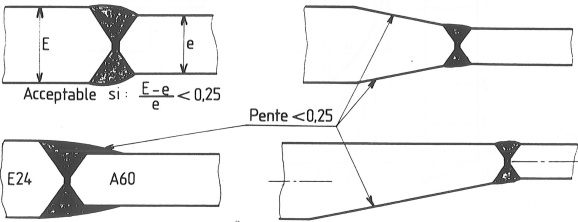 E
e
Acceptable si: E-e/e < 0,25
Pente < 0,25
E24
A60